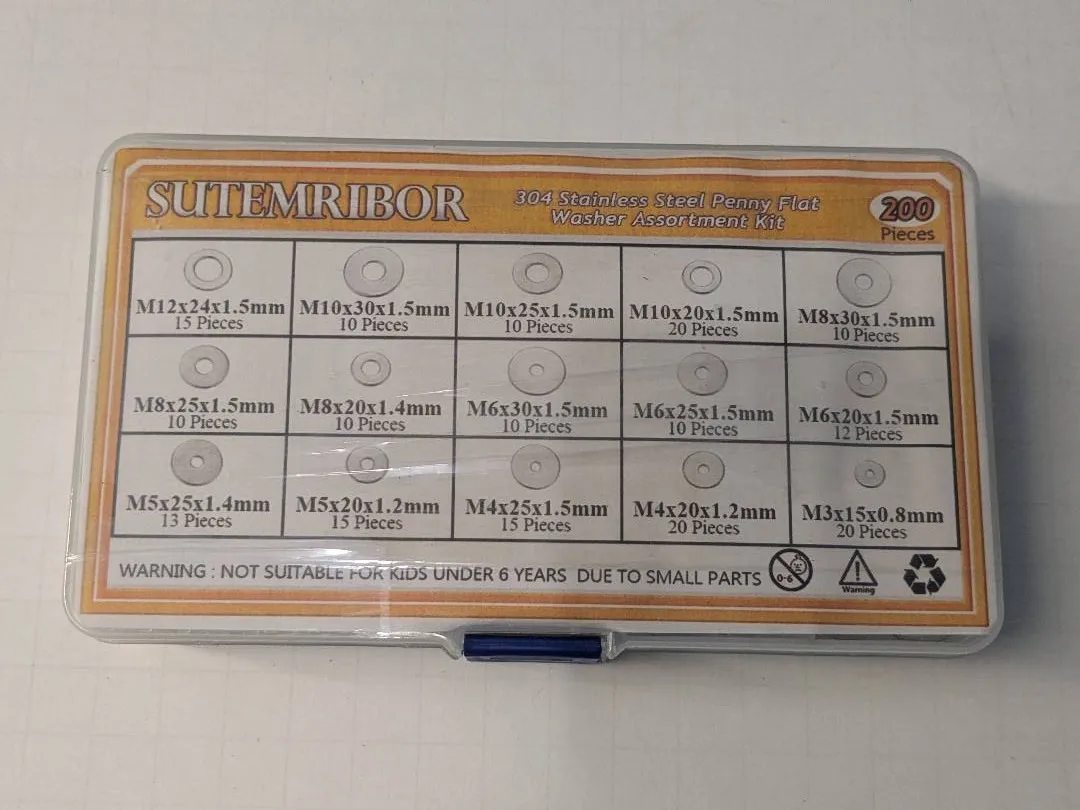 SUTEMRIBOR
304 Stainless Steel Penny Flat
Washer Assortment Kit
200
Pieces
M12x24x1.5mm
15 Pieces
M10x30x1.5mm
10 Pieces
M10x25x1.5mm
10 Pieces
M10x20x1.5mm
20 Pieces
M8x30x1.5mm
10 Pieces
M8x25x1.5mm
10 Pieces
M8x20x1.4mm
10 Pieces
M6x30x1.5mm
10 Pieces
M6x25x1.5mm
10 Pieces
M6x20x1.5mm
12 Pieces
M5x25x1.4mm
13 Pieces
M5x20x1.2mm
15 Pieces
M4x25x1.5mm
15 Pieces
M4x20x1.2mm
20 Pieces
M3x15x0.8mm
20 Pieces
WARNING : NOT SUITABLE FOR KIDS UNDER 6 YEARS DUE TO SMALL PARTS
0-6
Warning